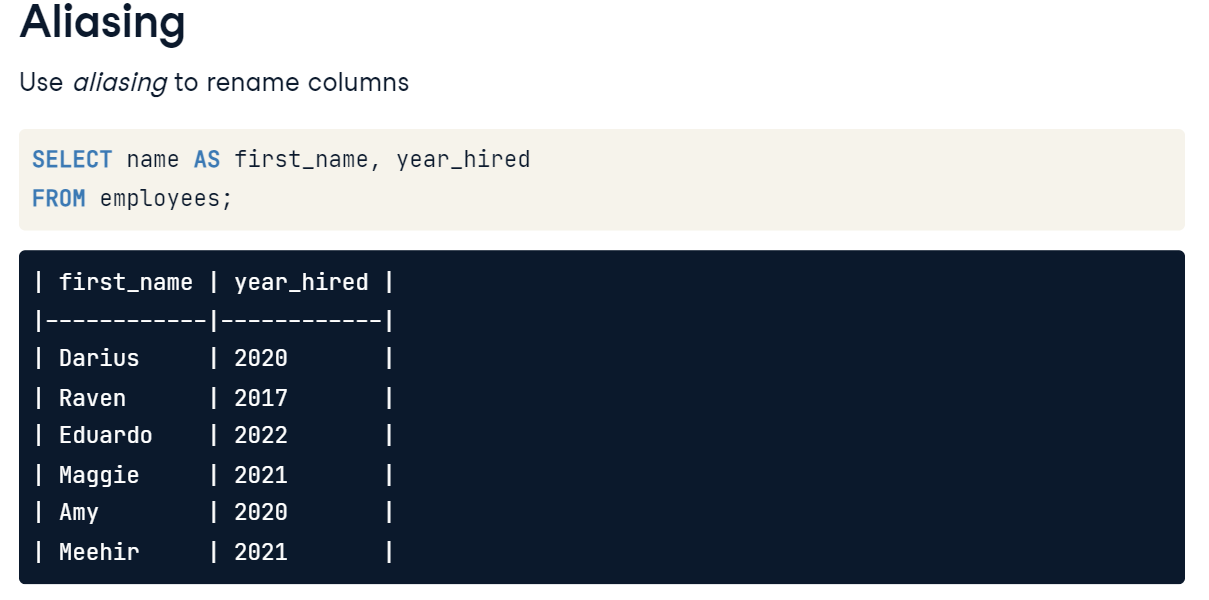 Aliasing
Use aliasing to rename columns
SELECT name AS first_name, year_hired
FROM employees;
| first_name | year_hired |
|------------|------------|
| Darius     | 2020       |
| Raven      | 2017       |
| Eduardo    | 2022       |
| Maggie     | 2021       |
| Amy        | 2020       |
| Meehir     | 2021       |